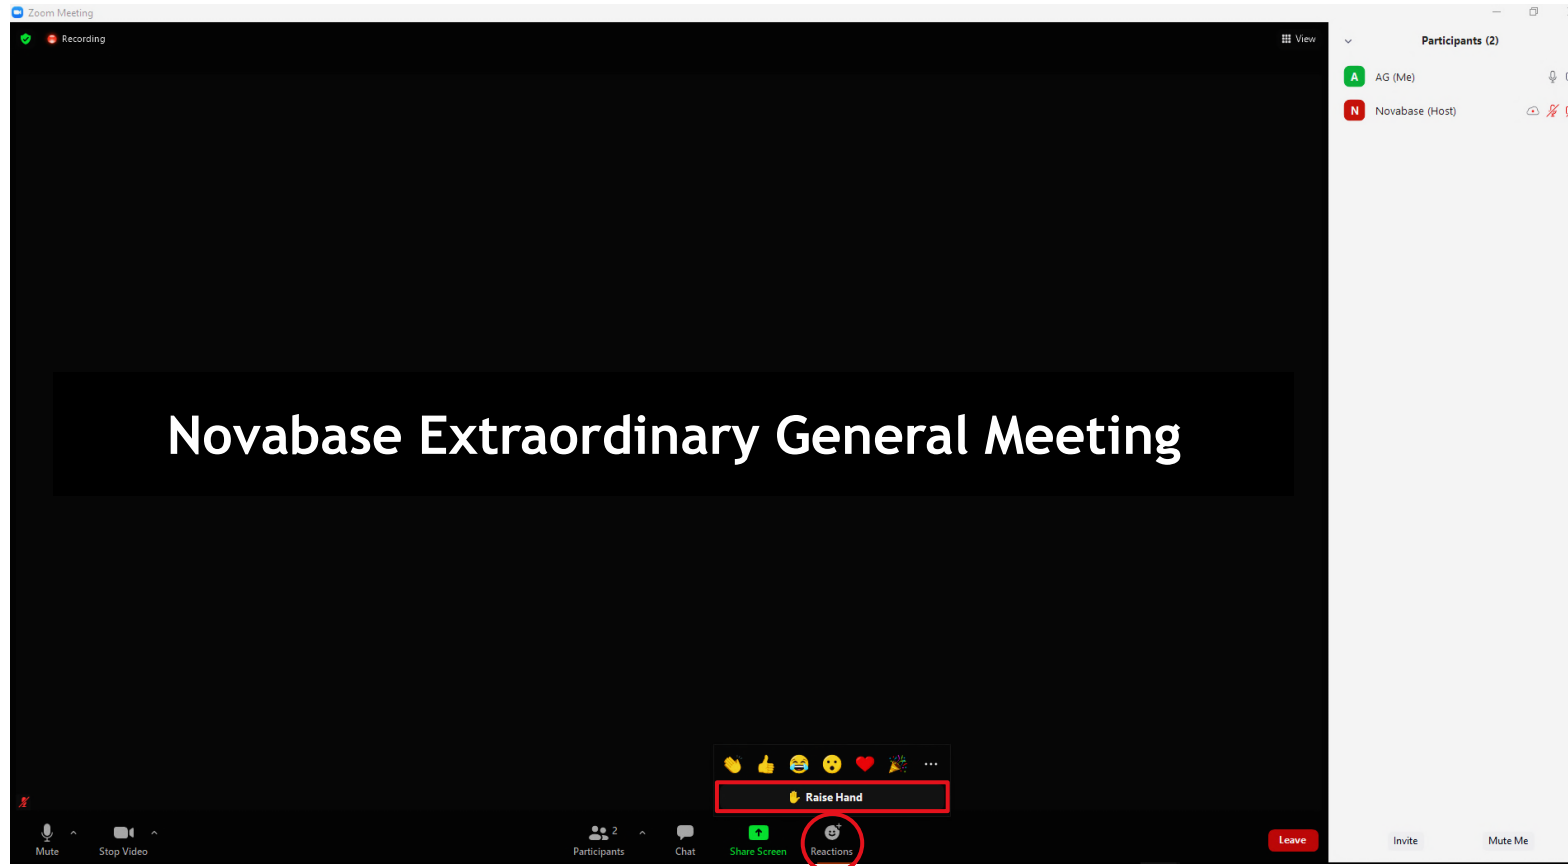 Zoom Meeting
Recording
View
Participants (2)
A AG (Me)
N Novabase (Host)
Novabase Extraordinary General Meeting
Raise Hand
2
Mute
Stop Video
Participants
Chat
Share Screen
Reactions
Leave
Invite
Mute Me